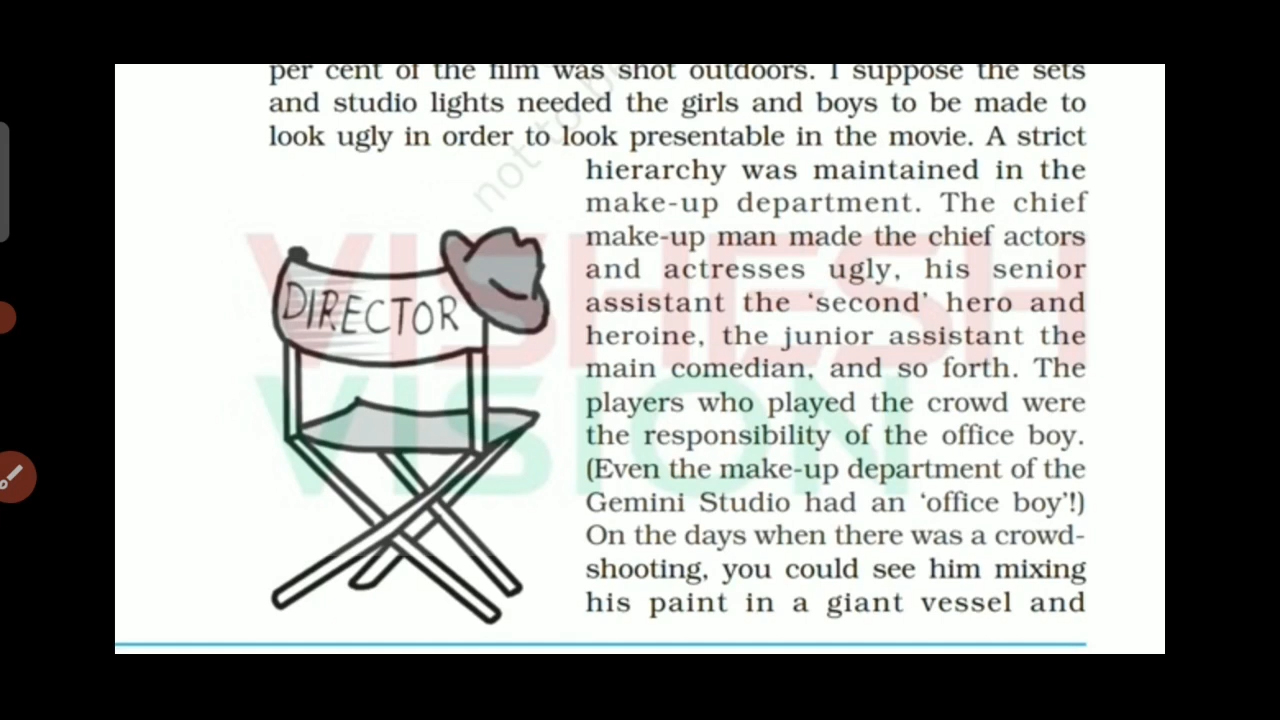 per cent of the film was shot outdoors. I suppose the sets
and studio lights needed the girls and boys to be made to
look ugly in order to look presentable in the movie. A strict
hierarchy was maintained in the
make-up department. The chief
make-up man made the chief actors
and actresses ugly, his senior
assistant the ‘second’ hero and
heroine, the junior assistant the
main comedian, and so forth. The
players who played the crowd were
the responsibility of the office boy.
(Even the make-up department of the
Gemini Studio had an ‘office boy’!)
On the days when there was a crowd-
shooting, you could see him mixing
his paint in a giant vessel and
DIRECTOR
VISHESH
VISION
not to b